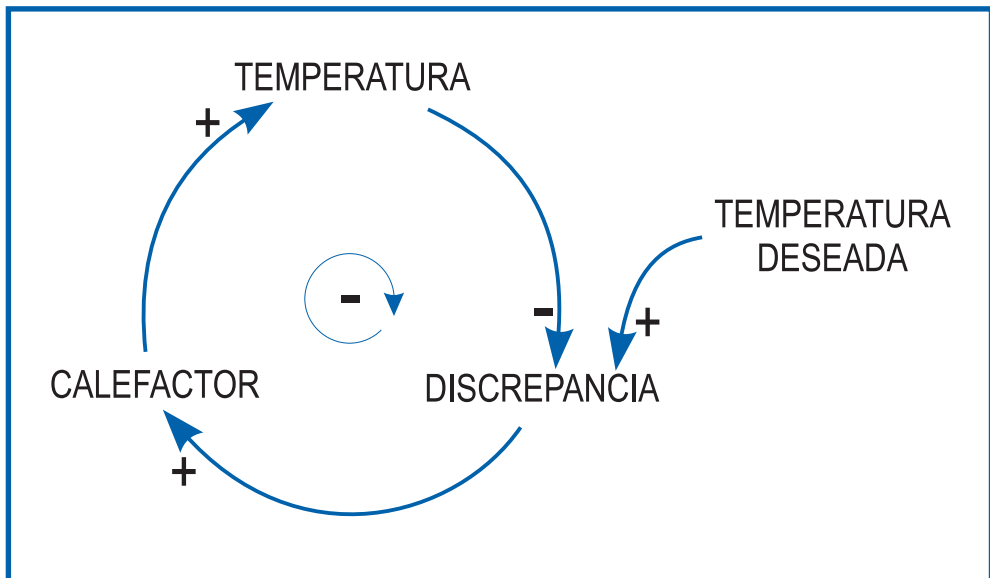 TEMPERATURA
+
TEMPERATURA
DESEADA
-
-
+
CALEFACTOR
DISCREPANCIA
+